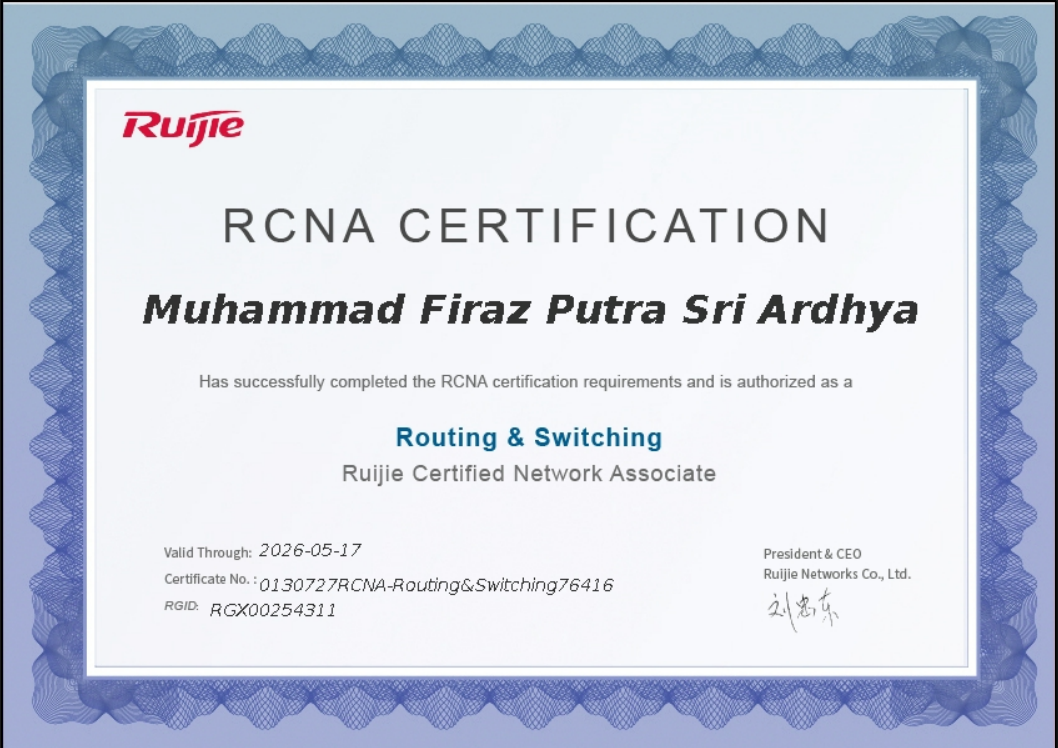 Ruijie
RCNA CERTIFICATION
Muhammad Firaz Putra Sri Ardhya
Has successfully completed the RCNA certification requirements and is authorized as a
Routing & Switching
Ruijie Certified Network Associate
Valid Through: 2026-05-17
Certificate No. : 0130727RCNA-Routing&Switching76416
RGID: RGX00254311
President & CEO
Ruijie Networks Co., Ltd.
刘忠东